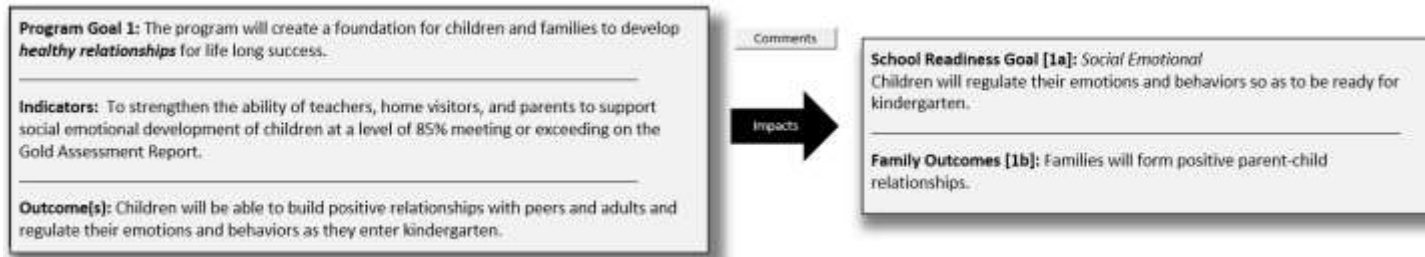 Program Goal 1: The program will create a foundation for children and families to develop
healthy relationships for life long success.
Indicators: To strengthen the ability of teachers, home visitors, and parents to support
social emotional development of children at a level of 85% meeting or exceeding on the
Gold Assessment Report.
Outcome(s): Children will be able to build positive relationships with peers and adults and
regulate their emotions and behaviors as they enter kindergarten.
Comments
Impacts
School Readiness Goal [1a]: Social Emotional
Children will regulate their emotions and behaviors so as to be ready for
kindergarten.
Family Outcomes [1b]: Families will form positive parent-child
relationships.